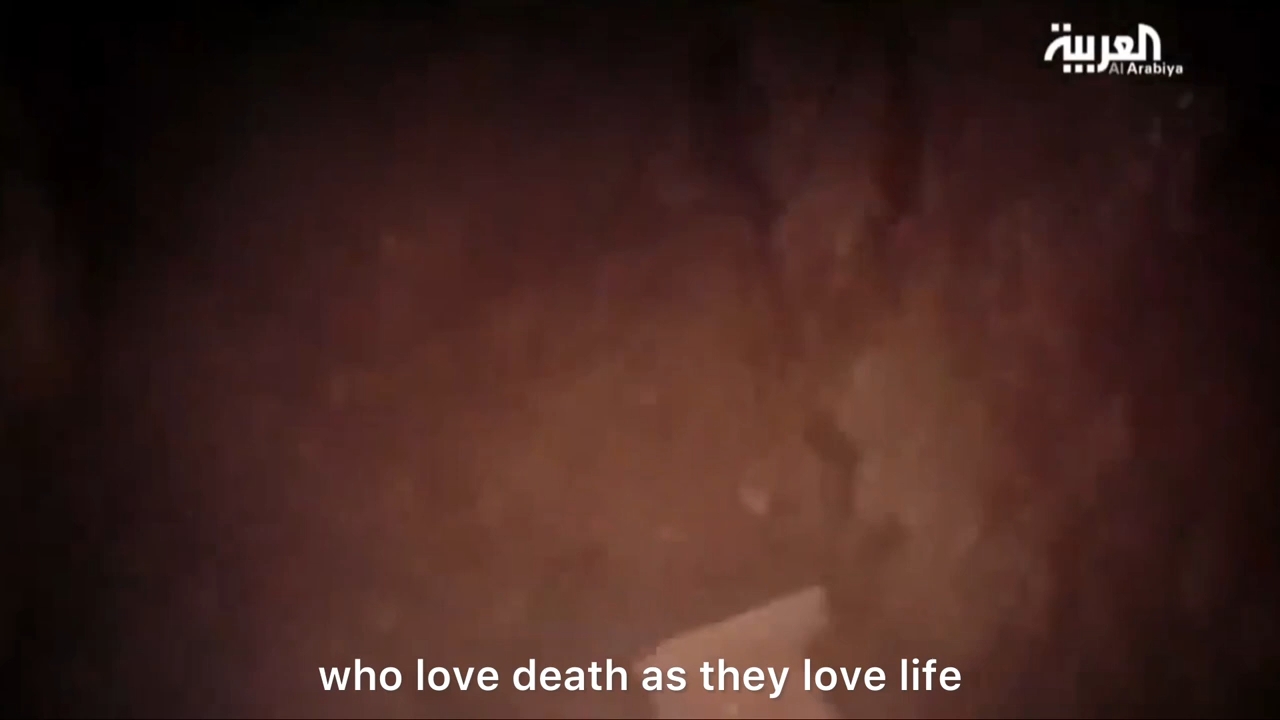 العربية
Al Arabiya
who love death as they love life